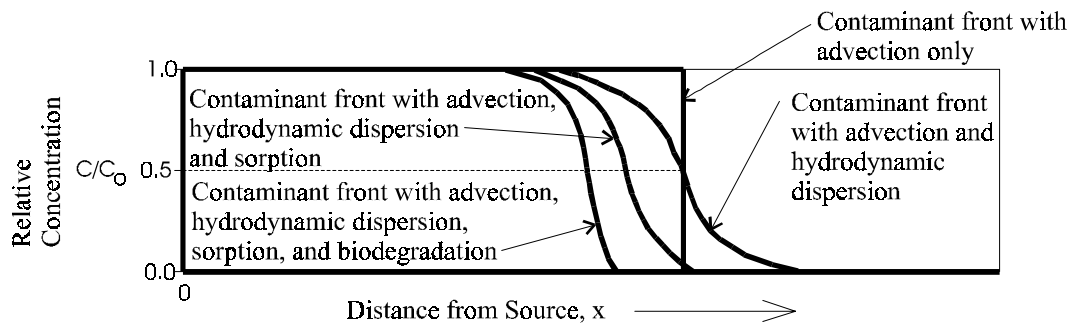 Contaminant front with
advection only
1.0
Contaminant front with advection,
hydrodynamic dispersion
and sorption
Contaminant front
with advection and
hydrodynamic
dispersion
Relative
Concentration
C/Co
0.5
Contaminant front with advection,
hydrodynamic dispersion,
sorption, and biodegradation
0.0
0
Distance from Source, x